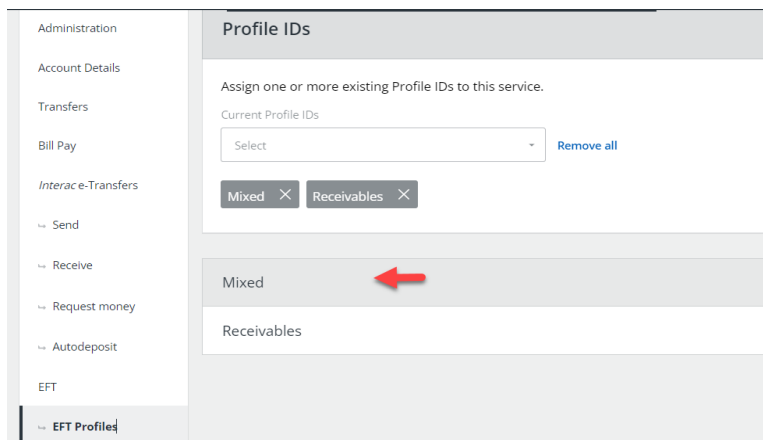 Administration
Account Details
Transfers
Bill Pay
Interac e-Transfers
Send
Receive
Request money
Autodeposit
EFT
EFT Profiles
Profile IDs
Assign one or more existing Profile IDs to this service.
Current Profile IDs
Select
Remove all
Mixed
Receivables
Mixed
Receivables